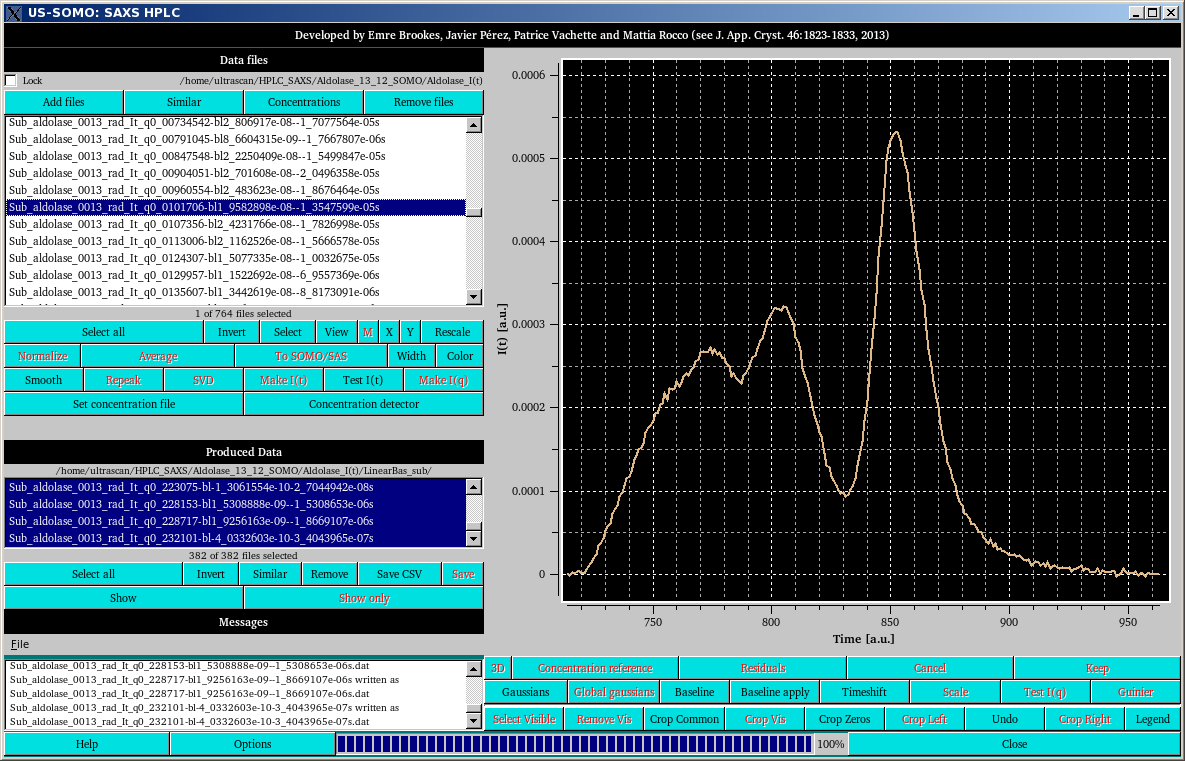 US-SOMO: SAXS HPLC
Developed by Emre Brookes, Javier Pérez, Patrice Vachette and Mattia Rocco (see J. App. Cryst. 46:1823-1833, 2013)
Data files
Lock /home/ultrascan/HPLC_SAXS/Aldolase_13_12_SOMO/Aldolase_I(t)
Add files Similar Concentrations Remove files
Sub_aldolase_0013_rad_It_q0_00734542-bl2_806917e-08--1_7077564e-05s
Sub_aldolase_0013_rad_It_q0_00791045-bl8_6604315e-09--1_7667807e-06s
Sub_aldolase_0013_rad_It_q0_00847548-bl2_2250409e-08--1_5499847e-05s
Sub_aldolase_0013_rad_It_q0_00904051-bl2_701608e-08--2_0496358e-05s
Sub_aldolase_0013_rad_It_q0_00960554-bl2_483623e-08--1_8676464e-05s
Sub_aldolase_0013_rad_It_q0_0101706-bl1_9582898e-08--1_3547599e-05s
Sub_aldolase_0013_rad_It_q0_0107356-bl2_4231766e-08--1_7826998e-05s
Sub_aldolase_0013_rad_It_q0_0113006-bl2_1162526e-08--1_5666578e-05s
Sub_aldolase_0013_rad_It_q0_0124307-bl1_5077335e-08--1_0032675e-05s
Sub_aldolase_0013_rad_It_q0_0129957-bl1_1522692e-08--6_9557369e-06s
Sub_aldolase_0013_rad_It_q0_0135607-bl1_3442619e-08--8_8173091e-06s
1 of 764 files selected
Select all Invert Select View M X Y Rescale
Normalize Average To SOMO/SAS Width Color
Smooth Repeak SVD Make I(t) Test I(t) Make I(q)
Set concentration file Concentration detector
Produced Data
/home/ultrascan/HPLC_SAXS/Aldolase_13_12_SOMO/Aldolase_I(t)/LinearBas_sub/
Sub_aldolase_0013_rad_It_q0_223075-bl-1_3061554e-10-2_7044942e-08s
Sub_aldolase_0013_rad_It_q0_228153-bl1_5308888e-09--1_5308653e-06s
Sub_aldolase_0013_rad_It_q0_228717-bl1_9256163e-09--1_8669107e-06s
Sub_aldolase_0013_rad_It_q0_232101-bl-4_0332603e-10-3_4043965e-07s
382 of 382 files selected
Select all Invert Similar Remove Save CSV Save
Show Show only
Messages
File
Sub_aldolase_0013_rad_It_q0_228153-bl1_5308888e-09--1_5308653e-06s.dat
Sub_aldolase_0013_rad_It_q0_228717-bl1_9256163e-09--1_8669107e-06s written as
Sub_aldolase_0013_rad_It_q0_228717-bl1_9256163e-09--1_8669107e-06s.dat
Sub_aldolase_0013_rad_It_q0_232101-bl-4_0332603e-10-3_4043965e-07s written as
Sub_aldolase_0013_rad_It_q0_232101-bl-4_0332603e-10-3_4043965e-07s.dat
Help Options 100% Close
I(t) [a.u.]
0.0006
0.0005
0.0004
0.0003
0.0002
0.0001
0
750 800 850 900 950
Time [a.u.]
3D Concentration reference Residuals Cancel Keep
Gaussians Global gaussians Baseline Baseline apply Timeshift Scale Test I(q) Guinier
Select Visible Remove Vis Crop Common Crop Vis Crop Zeros Crop Left Undo Crop Right Legend